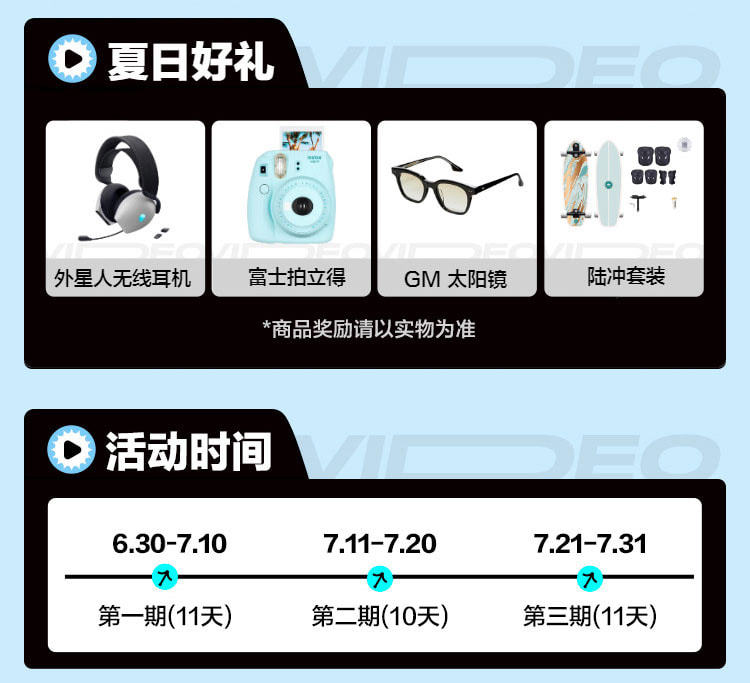 夏日好礼
VIDEO
外星人无线耳机
富士拍立得
GM 太阳镜
陆冲套装
*商品奖励请以实物为准
活动时间
VIDEO
6.30-7.10
7.11-7.20
7.21-7.31
第一期(11天)
第二期(10天)
第三期(11天)